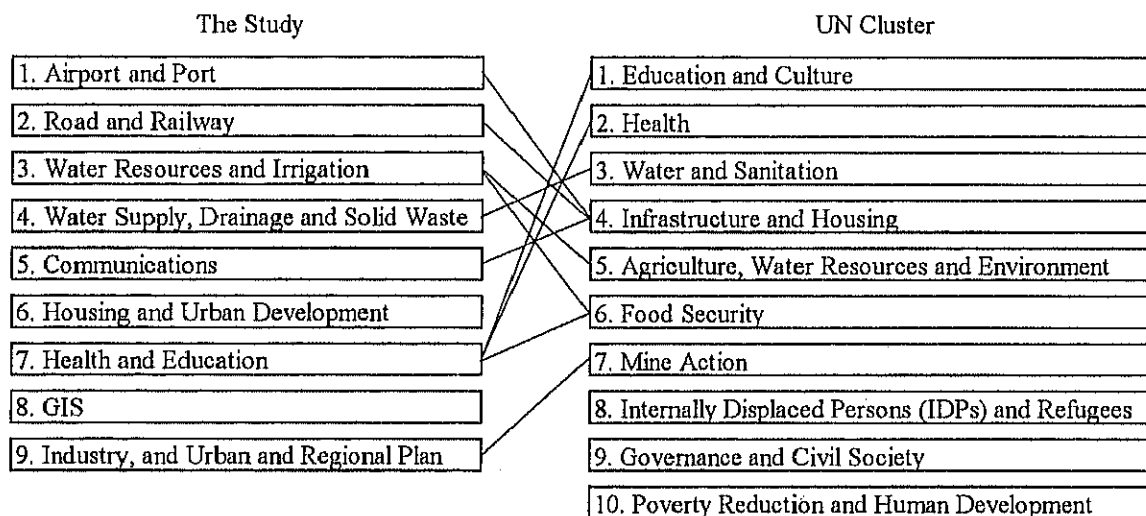 The Study
1. Airport and Port
2. Road and Railway
3. Water Resources and Irrigation
4. Water Supply, Drainage and Solid Waste
5. Communications
6. Housing and Urban Development
7. Health and Education
8. GIS
9. Industry, and Urban and Regional Plan
UN Cluster
1. Education and Culture
2. Health
3. Water and Sanitation
4. Infrastructure and Housing
5. Agriculture, Water Resources and Environment
6. Food Security
7. Mine Action
8. Internally Displaced Persons (IDPs) and Refugees
9. Governance and Civil Society
10. Poverty Reduction and Human Development